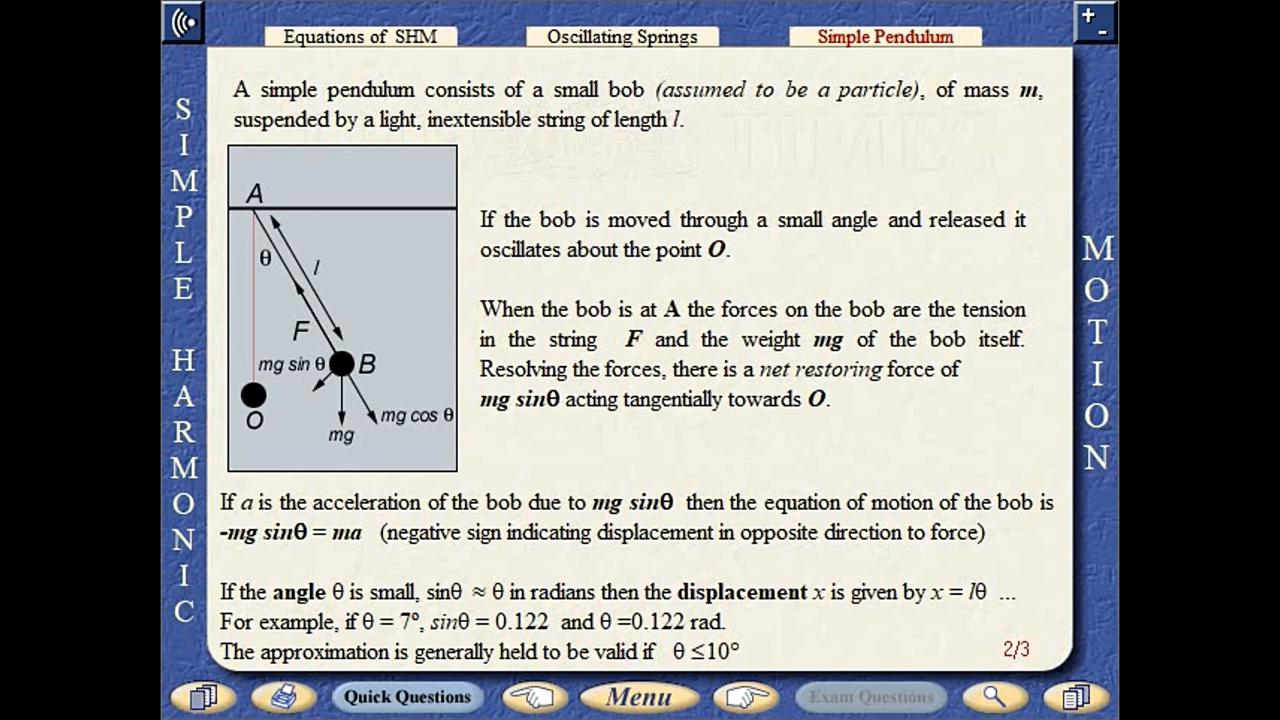 Equations of SHM
Oscillating Springs
Simple Pendulum
+
-
SIMPLE HARMONIC
MOTION
A simple pendulum consists of a small bob (assumed to be a particle), of mass m,
suspended by a light, inextensible string of length l.
A
θ
l
F
mg sin θ
B
O
mg cos θ
mg
If the bob is moved through a small angle and released it
oscillates about the point O.
When the bob is at A the forces on the bob are the tension
in the string F and the weight mg of the bob itself.
Resolving the forces, there is a net restoring force of
mg sinθ acting tangentially towards O.
If a is the acceleration of the bob due to mg sinθ then the equation of motion of the bob is
-mg sinθ = ma (negative sign indicating displacement in opposite direction to force)
If the angle θ is small, sinθ ≈ θ in radians then the displacement x is given by x = lθ ...
For example, if θ = 7°, sinθ = 0.122 and θ =0.122 rad.
The approximation is generally held to be valid if θ ≤10°
2/3
Quick Questions
Menu
Exam Questions